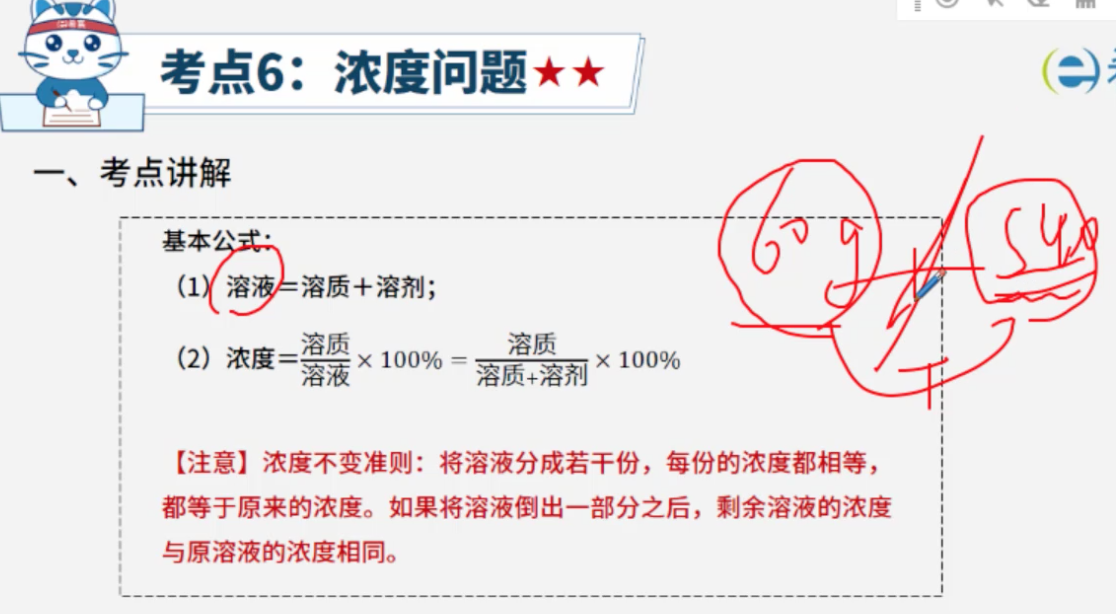 考点6：浓度问题★★
一、考点讲解
基本公式：
（1）溶液＝溶质＋溶剂；
（2）浓度＝溶质/溶液 × 100% = 溶质/溶质+溶剂 × 100%
【注意】浓度不变准则：将溶液分成若干份，每份的浓度都相等，
都等于原来的浓度。如果将溶液倒出一部分之后，剩余溶液的浓度
与原溶液的浓度相同。
60g
540